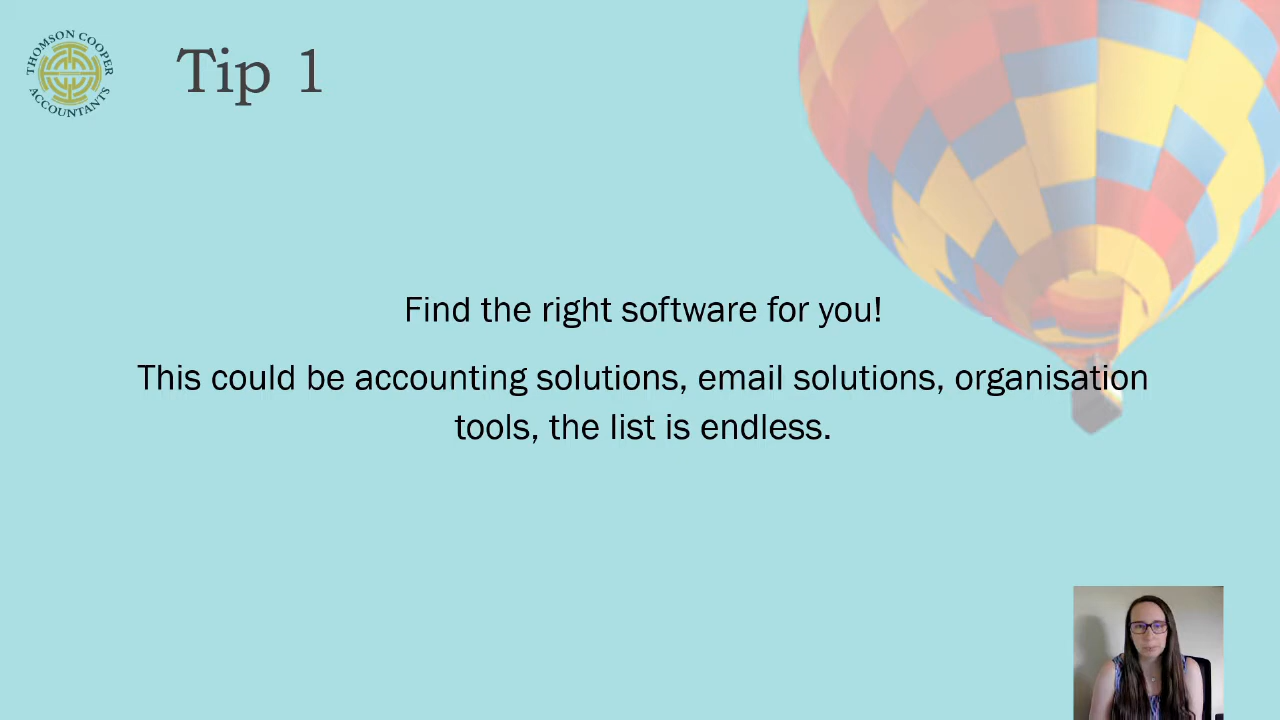 THOMSON COOPER
ACCOUNTANTS
Tip 1
Find the right software for you!
This could be accounting solutions, email solutions, organisation
tools, the list is endless.